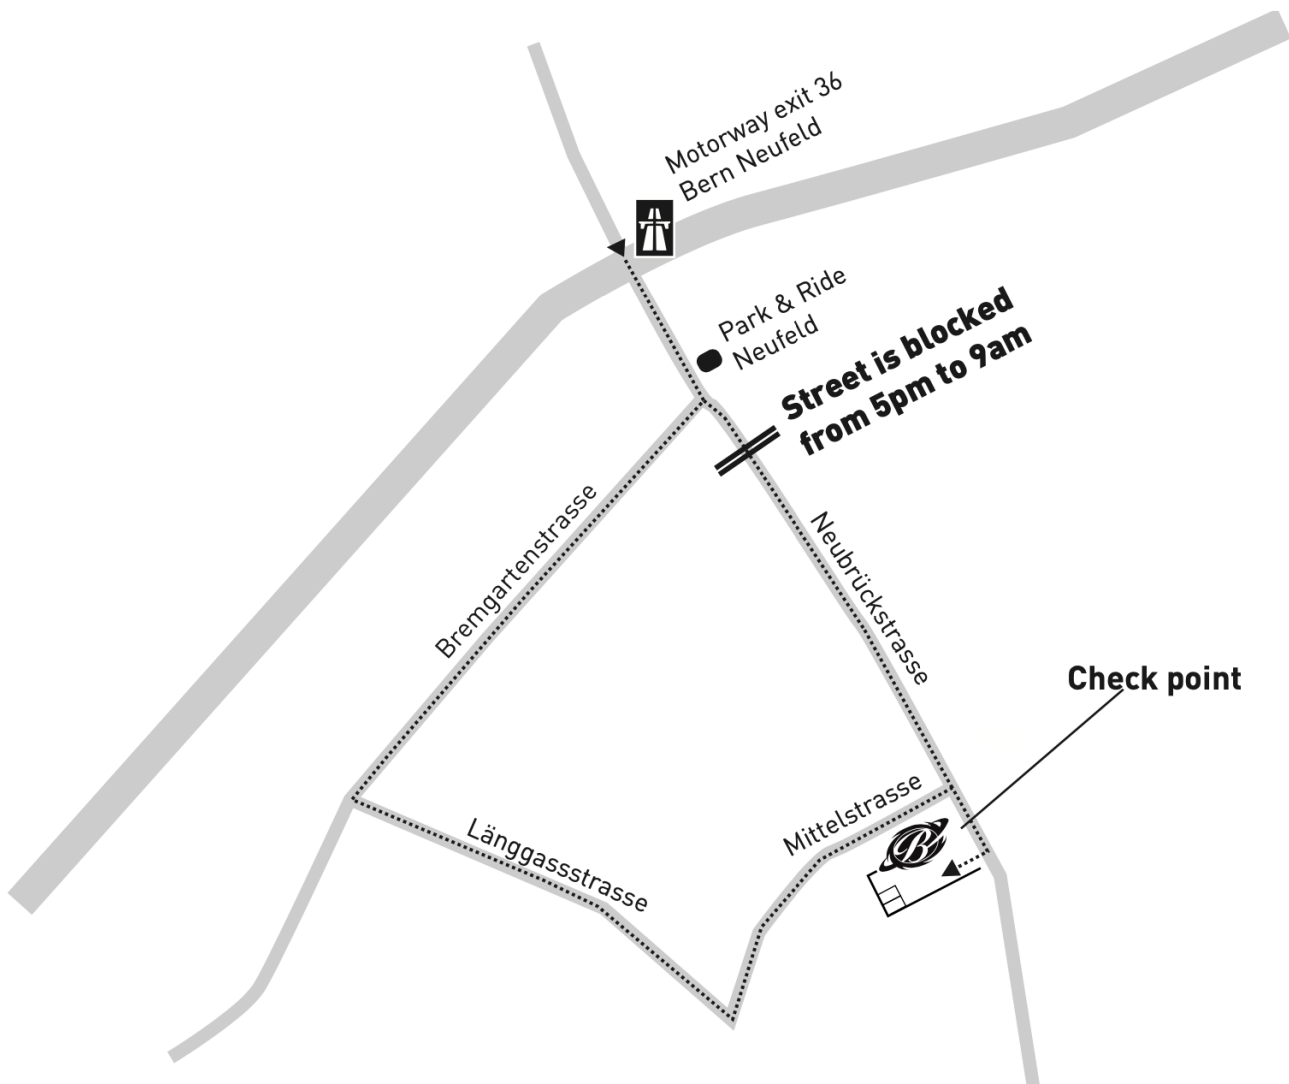 Motorway exit 36
Bern Neufeld
Park & Ride
Neufeld
Street is blocked
from 5pm to 9am
Bremgartenstrasse
Neubrückstrasse
Check point
Mittelstrasse
Länggassstrasse
B